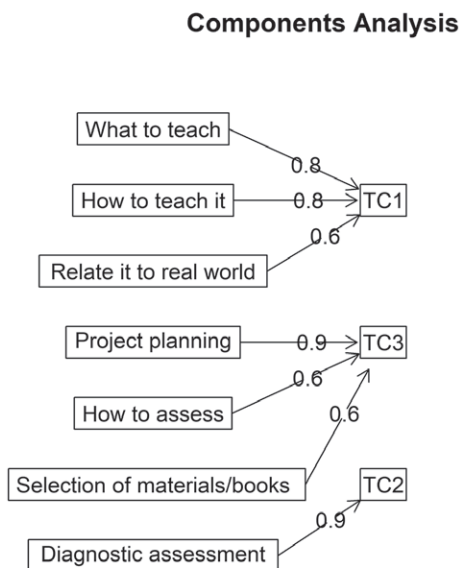 Components Analysis
What to teach
0.8
How to teach it
0.8
TC1
0.6
Relate it to real world
Project planning
0.9
TC3
0.6
How to assess
0.6
Selection of materials/books
TC2
0.9
Diagnostic assessment